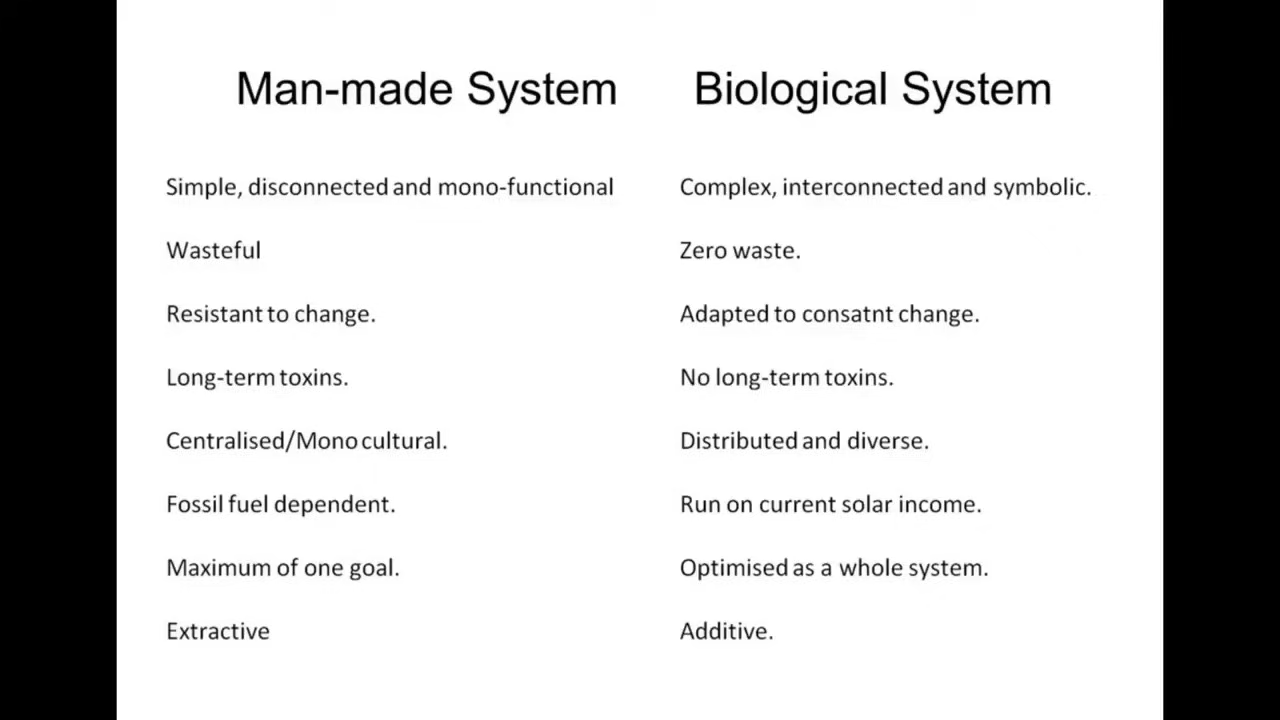 Man-made System Biological System
Simple, disconnected and mono-functional Complex, interconnected and symbolic.
Wasteful Zero waste.
Resistant to change. Adapted to consatnt change.
Long-term toxins. No long-term toxins.
Centralised/Mono cultural. Distributed and diverse.
Fossil fuel dependent. Run on current solar income.
Maximum of one goal. Optimised as a whole system.
Extractive Additive.